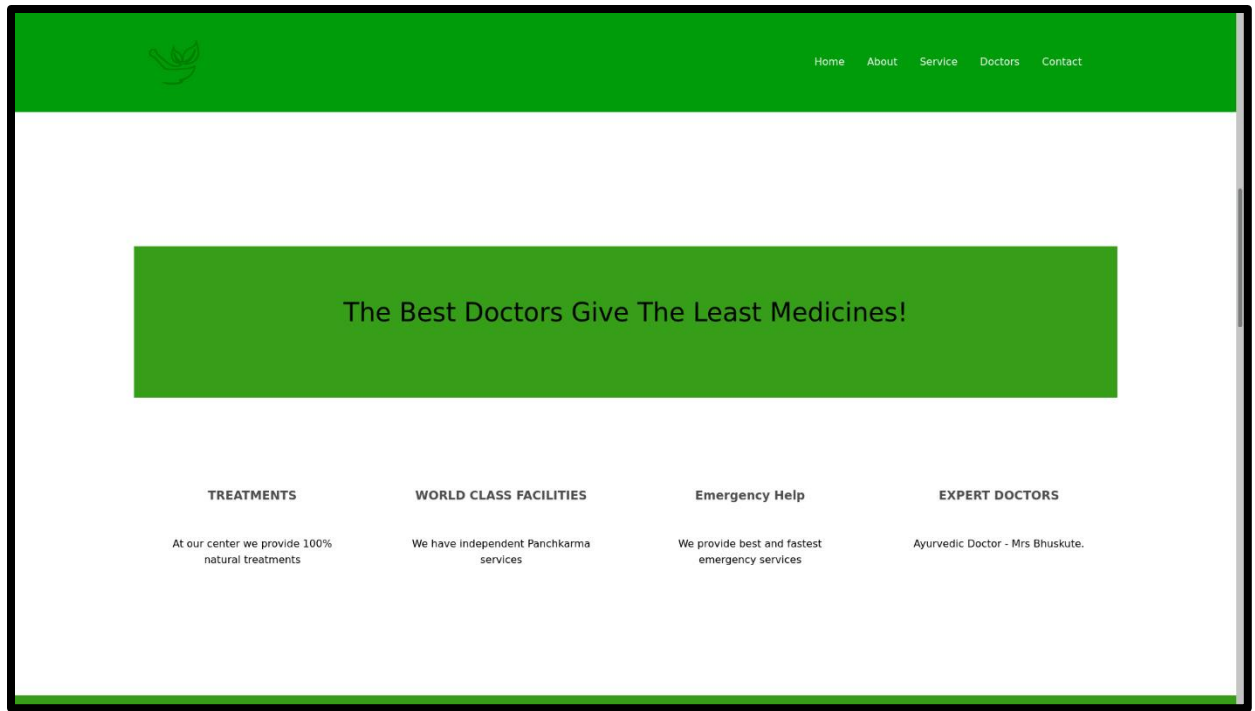 Home About Service Doctors Contact
The Best Doctors Give The Least Medicines!
TREATMENTS
At our center we provide 100%
natural treatments
WORLD CLASS FACILITIES
We have independent Panchkarma
services
Emergency Help
We provide best and fastest
emergency services
EXPERT DOCTORS
Ayurvedic Doctor - Mrs Bhuskute.